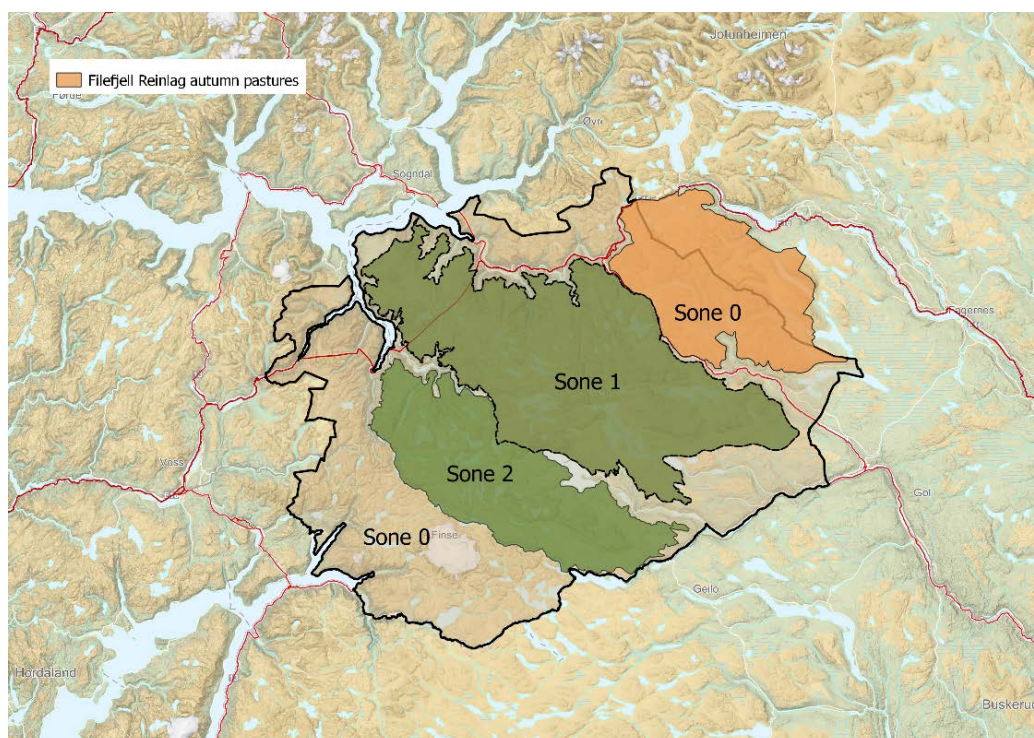 Jotunheimen
Filefjell Reinlag autumn pastures
Førde
Øvre
Sogndal
Sone 0
Fagernes
Sone 1
Voss
Sone 2
Gol
Sone 0
Finse
Geilo
Hordaland
Buskerud